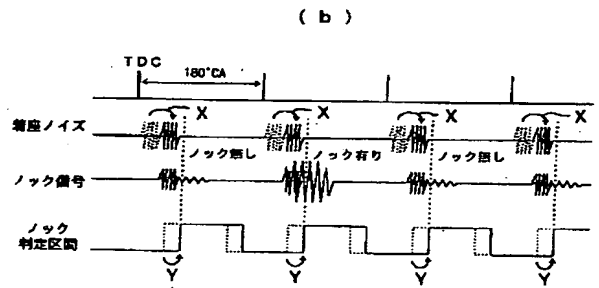 ( b )
TDC
180°CA
X X X X
着座ノイズ
ノック無し ノック有り ノック無し
ノック信号
ノック
判定区間
Y Y Y Y